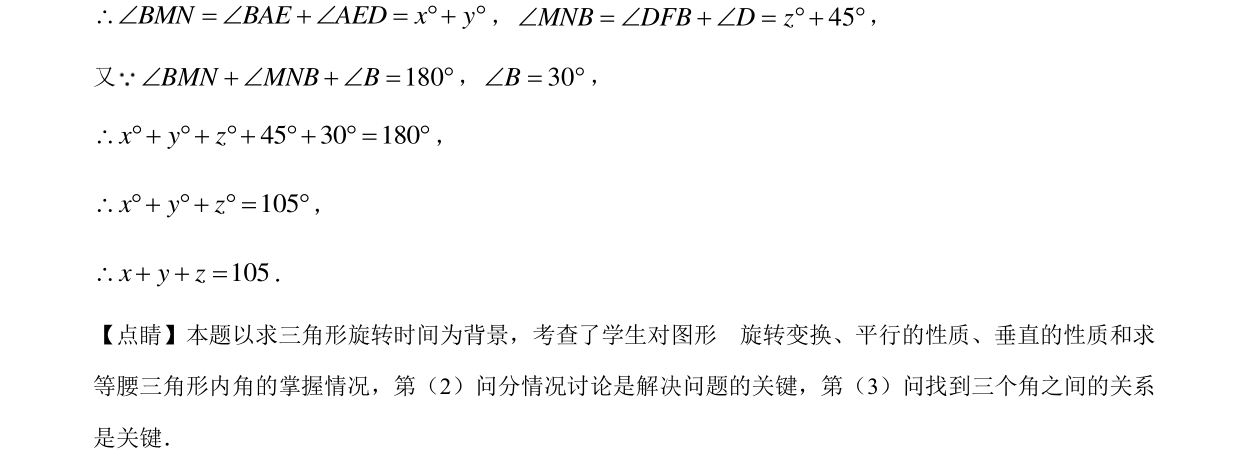 ∴∠BMN=∠BAE+∠AED=x°+y°，∠MNB=∠DFB+∠D=z°+45°，
又∵∠BMN+∠MNB+∠B=180°，∠B=30°，
∴x°+y°+z°+45°+30°=180°，
∴x°+y°+z°=105°，
∴x+y+z=105．
【点睛】本题以求三角形旋转时间为背景，考查了学生对图形　旋转变换、平行的性质、垂直的性质和求
等腰三角形内角的掌握情况，第（2）问分情况讨论是解决问题的关键，第（3）问找到三个角之间的关系
是关键．